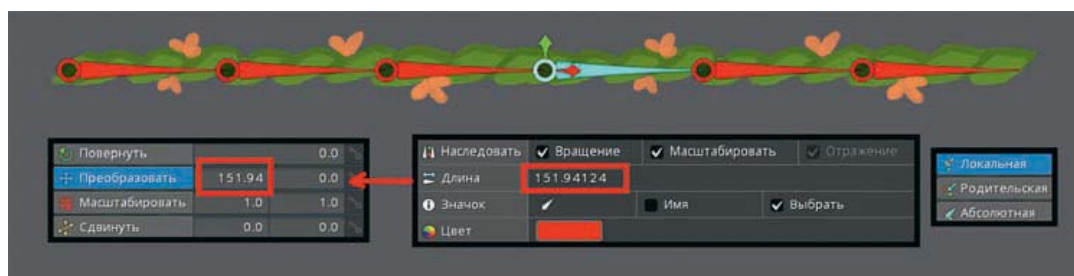 Повернуть 0.0
Преобразовать 151.94 0.0
Масштабировать 1.0 1.0
Сдвинуть 0.0 0.0
Наследовать Вращение Масштабировать Отражение
Длина 151.94124
Значок Имя Выбрать
Цвет
Локальная
Родительская
Абсолютная